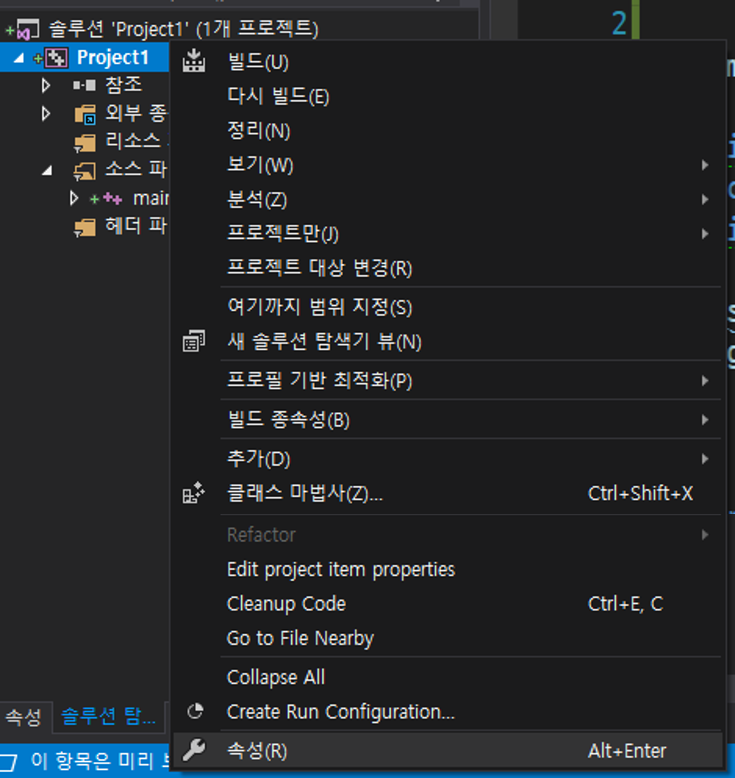 솔루션 'Project1' (1개 프로젝트)
2
Project1
참조
외부 종
리소스
소스 파
main
헤더 파
빌드(U)
다시 빌드(E)
정리(N)
보기(W)
분석(Z)
프로젝트만(J)
프로젝트 대상 변경(R)
여기까지 범위 지정(S)
새 솔루션 탐색기 뷰(N)
프로필 기반 최적화(P)
빌드 종속성(B)
추가(D)
클래스 마법사(Z)... Ctrl+Shift+X
Refactor
Edit project item properties
Cleanup Code Ctrl+E, C
Go to File Nearby
Collapse All
Create Run Configuration...
속성(R) Alt+Enter
속성 솔루션 탐...
이 항목은 미리